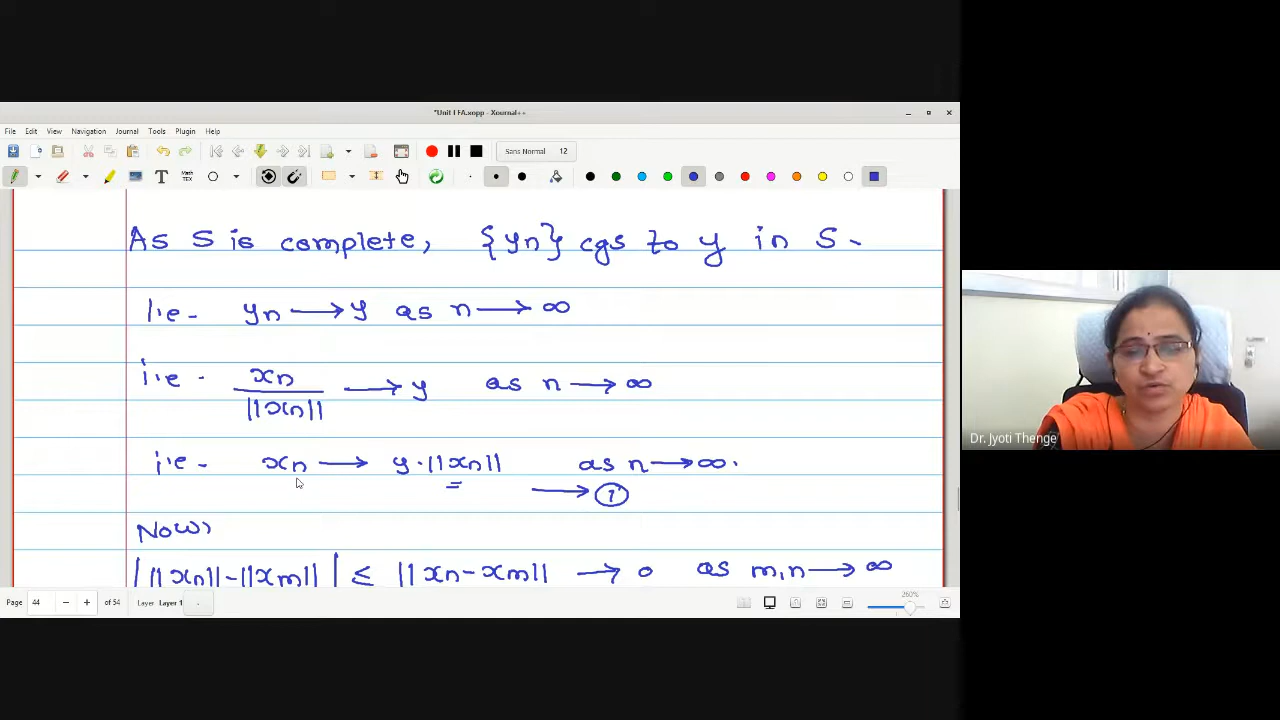 *Unit I FA.xopp - Xournal++
File Edit View Navigation Journal Tools Plugin Help
Sans Normal 12
As S is complete, {yn} cgs to y in S.
i.e. yn → y as n → ∞
i.e. xn / ||xn|| → y as n → ∞
i.e. xn → y.||xn|| as n → ∞.
→ ①
Now,
| ||xn|| - ||xm|| | ≤ ||xn - xm|| → 0 as m,n → ∞
Page 44 of 54 Layer Layer 1 260%
Dr. Jyoti Thenge